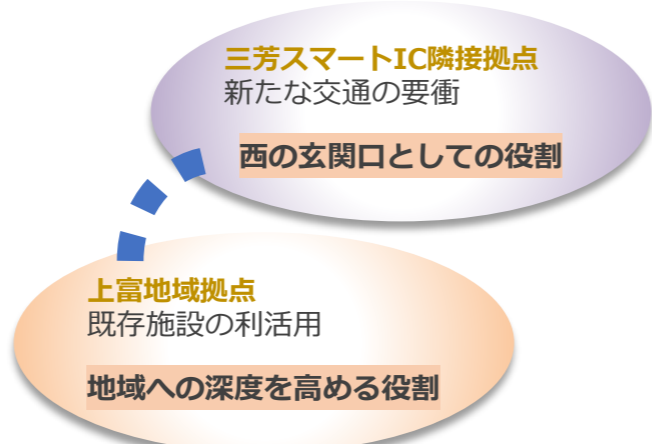 三芳スマートIC隣接拠点
新たな交通の要衝
西の玄関口としての役割
上富地域拠点
既存施設の利活用
地域への深度を高める役割